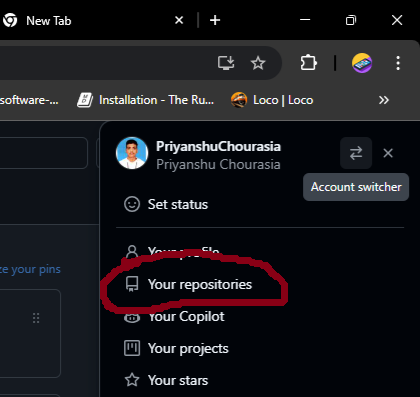 New Tab
software-...
Installation - The Ru...
Loco | Loco
PriyanshuChourasia
Priyanshu Chourasia
Account switcher
Set status
ze your pins
Your profile
Your repositories
Your Copilot
Your projects
Your stars